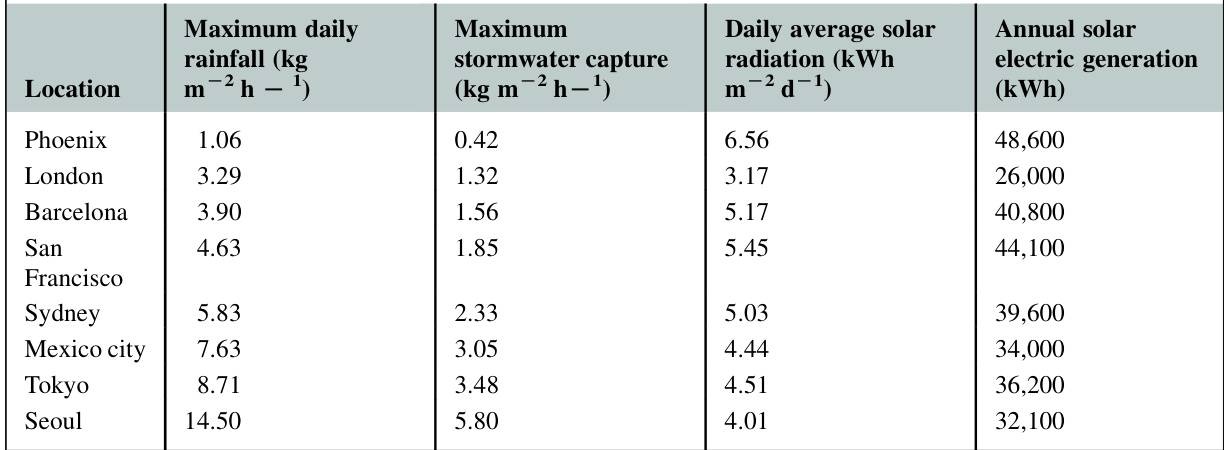 Location | Maximum daily rainfall (kg m⁻² h − ¹) | Maximum stormwater capture (kg m⁻² h−¹) | Daily average solar radiation (kWh m⁻² d⁻¹) | Annual solar electric generation (kWh)
Phoenix | 1.06 | 0.42 | 6.56 | 48,600
London | 3.29 | 1.32 | 3.17 | 26,000
Barcelona | 3.90 | 1.56 | 5.17 | 40,800
San Francisco | 4.63 | 1.85 | 5.45 | 44,100
Sydney | 5.83 | 2.33 | 5.03 | 39,600
Mexico city | 7.63 | 3.05 | 4.44 | 34,000
Tokyo | 8.71 | 3.48 | 4.51 | 36,200
Seoul | 14.50 | 5.80 | 4.01 | 32,100